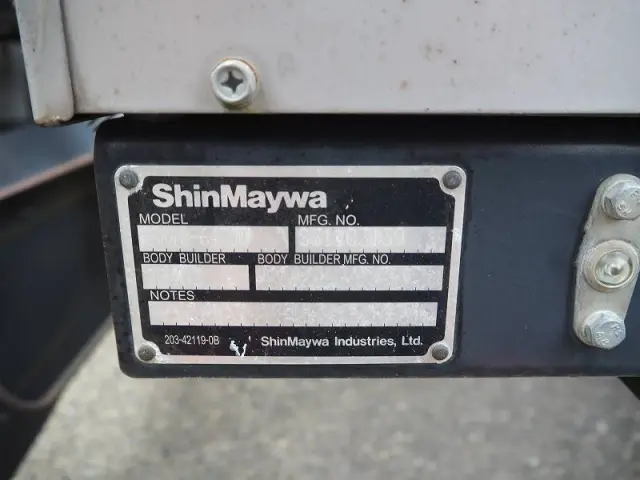 ShinMaywa
MODEL MFG. NO.
BODY BUILDER BODY BUILDER MFG. NO.
NOTES
203-42119-0B ShinMaywa Industries, Ltd.